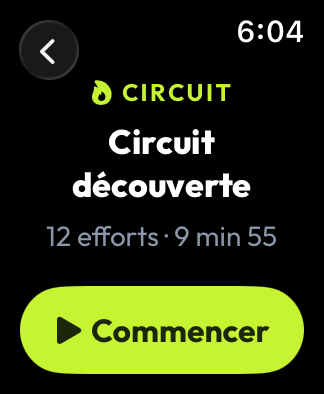 6:04
CIRCUIT
Circuit
découverte
12 efforts · 9 min 55
Commencer